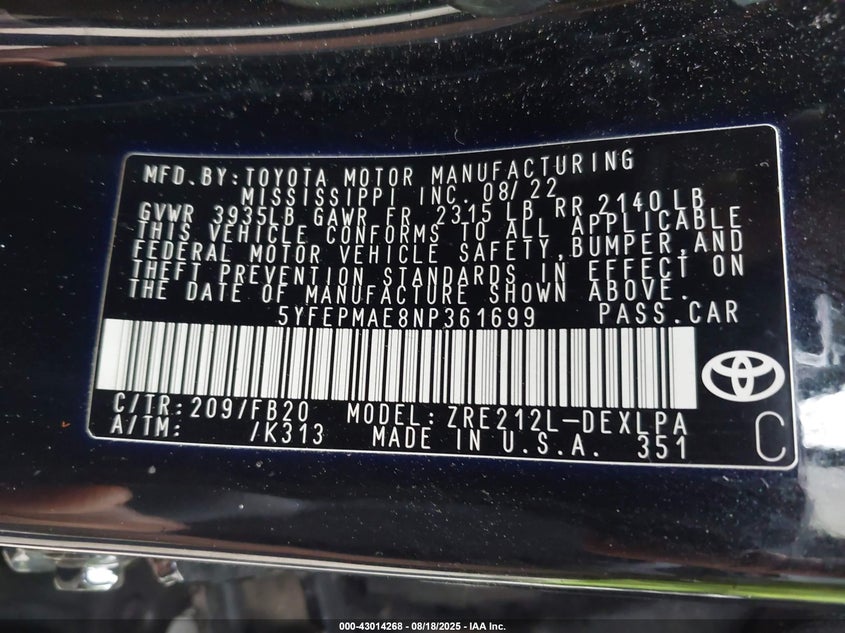 MFD.BY:TOYOTA MOTOR MANUFACTURING
MISSISSIPPI INC. 08/22
GVWR 3935LB GAWR FR 2315 LB RR 2140 LB
THIS VEHICLE CONFORMS TO ALL APPLICABLE
FEDERAL MOTOR VEHICLE SAFETY,BUMPER,AND
THEFT PREVENTION STANDARDS IN EFFECT ON
THE DATE OF MANUFACTURE SHOWN ABOVE.
5YFEPMAE8NP361699 PASS.CAR
C/TR:209/FB20 MODEL:ZRE212L-DEXLPA
A/TM: /K313 MADE IN U.S.A. 351
C
000-43014268 - 08/18/2025 - IAA Inc.